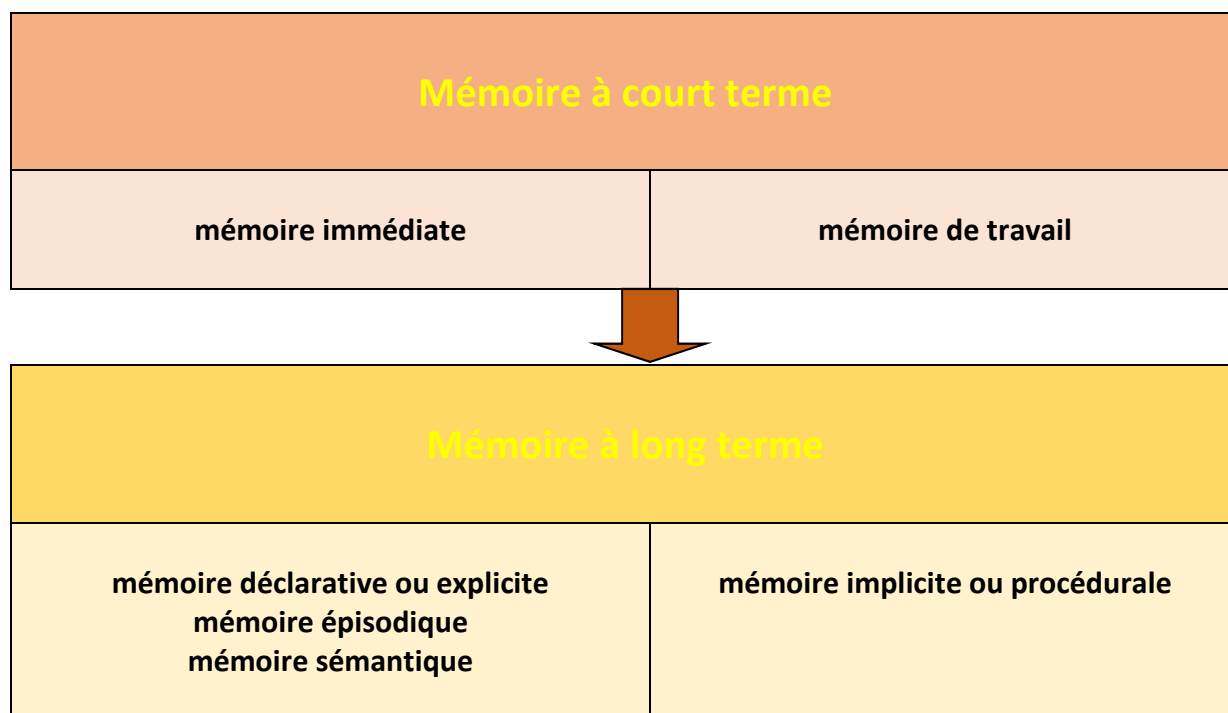 Mémoire à court terme
mémoire immédiate
mémoire de travail
Mémoire à long terme
mémoire déclarative ou explicite
mémoire épisodique
mémoire sémantique
mémoire implicite ou procédurale